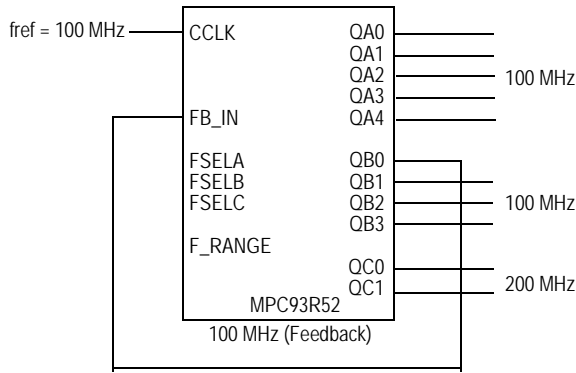 fref = 100 MHz
CCLK
QA0
QA1
QA2
QA3
QA4
100 MHz
FB_IN
FSELA
FSELB
FSELC
QB0
QB1
QB2
QB3
100 MHz
F_RANGE
QC0
QC1
200 MHz
MPC93R52
100 MHz (Feedback)